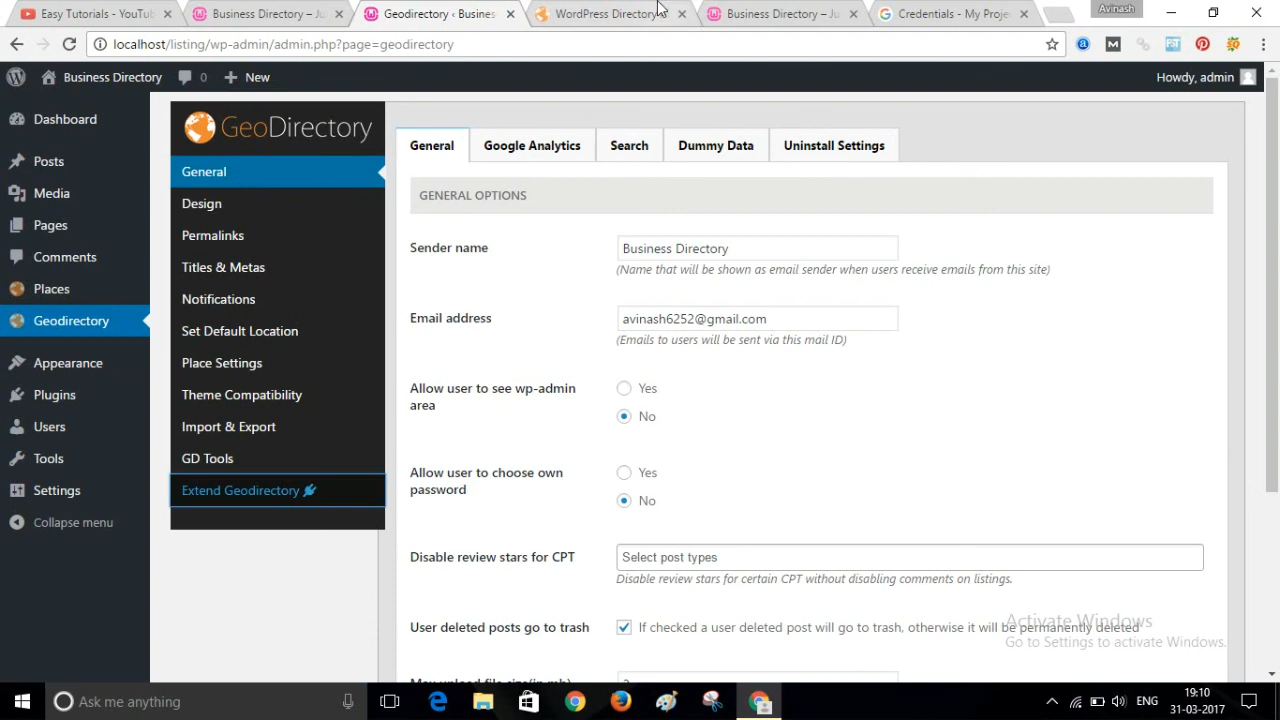 Easy Tutorials - YouTu
Business Directory – Ju
Geodirectory ‹ Busines
WordPress Directory
Business Directory – Ju
Credentials - My Proje
Avinash
localhost/listing/wp-admin/admin.php?page=geodirectory
Business Directory
0
New
Howdy, admin
Dashboard
Posts
Media
Pages
Comments
Places
Geodirectory
Appearance
Plugins
Users
Tools
Settings
Collapse menu
GeoDirectory
General
Design
Permalinks
Titles & Metas
Notifications
Set Default Location
Place Settings
Theme Compatibility
Import & Export
GD Tools
Extend Geodirectory
General
Google Analytics
Search
Dummy Data
Uninstall Settings
GENERAL OPTIONS
Sender name
Business Directory
(Name that will be shown as email sender when users receive emails from this site)
Email address
avinash6252@gmail.com
(Emails to users will be sent via this mail ID)
Allow user to see wp-admin
area
Yes
No
Allow user to choose own
password
Yes
No
Disable review stars for CPT
Select post types
Disable review stars for certain CPT without disabling comments on listings.
User deleted posts go to trash
If checked a user deleted post will go to trash, otherwise it will be permanently deleted
Activate Windows
Go to Settings to activate Windows.
Max upload file size(in mb)
Ask me anything
ENG
19:10
31-03-2017